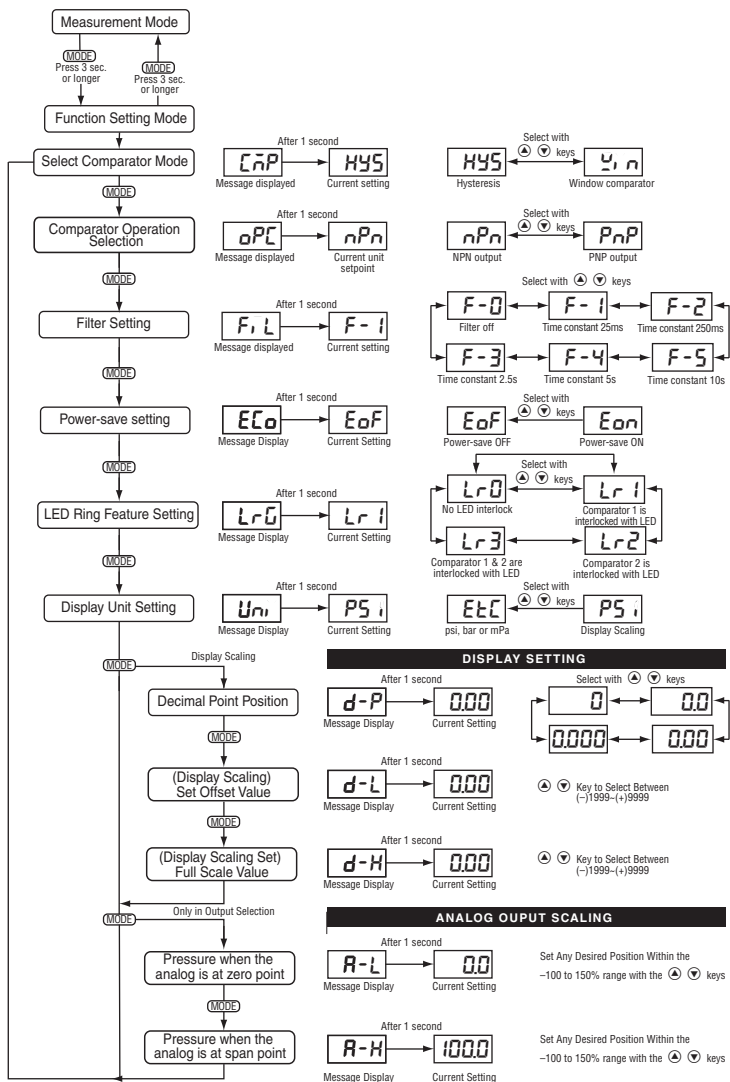 Measurement Mode
MODE
Press 3 sec.
or longer
MODE
Press 3 sec.
or longer
Function Setting Mode
Select Comparator Mode
After 1 second
CmP
HYS
Message displayed
Current setting
Select with
keys
HYS
Win
Hysteresis
Window comparator
MODE
Comparator Operation
Selection
After 1 second
oPC
nPn
Message displayed
Current unit
setpoint
Select with
keys
nPn
PnP
NPN output
PNP output
MODE
Filter Setting
After 1 second
FiL
F-1
Message displayed
Current setting
Select with keys
F-0
F-1
F-2
Filter off
Time constant 25ms
Time constant 250ms
F-3
F-4
F-5
Time constant 2.5s
Time constant 5s
Time constant 10s
MODE
Power-save setting
After 1 second
ECo
EoF
Message Display
Current Setting
Select with
keys
EoF
Eon
Power-save OFF
Power-save ON
MODE
LED Ring Feature Setting
After 1 second
LrG
Lr1
Message Display
Current Setting
Select with
keys
Lr0
Lr1
No LED interlock
Comparator 1 is
interlocked with LED
Lr3
Lr2
Comparator 1 & 2 are
interlocked with LED
Comparator 2 is
interlocked with LED
MODE
Display Unit Setting
After 1 second
Uni
PSi
Message Display
Current Setting
Select with
keys
EtC
PSi
psi, bar or mPa
Display Scaling
MODE
Display Scaling
DISPLAY SETTING
Decimal Point Position
After 1 second
d-P
0.00
Message Display
Current Setting
Select with keys
0
0.0
0.000
0.00
MODE
(Display Scaling)
Set Offset Value
After 1 second
d-L
0.00
Message Display
Current Setting
Key to Select Between
(–)1999~(+)9999
MODE
(Display Scaling Set)
Full Scale Value
After 1 second
d-H
0.00
Message Display
Current Setting
Key to Select Between
(–)1999~(+)9999
MODE
Only in Output Selection
ANALOG OUPUT SCALING
Pressure when the
analog is at zero point
After 1 second
A-L
0.0
Message Display
Current Setting
Set Any Desired Position Within the
–100 to 150% range with the keys
MODE
Pressure when the
analog is at span point
After 1 second
A-H
100.0
Message Display
Current Setting
Set Any Desired Position Within the
–100 to 150% range with the keys